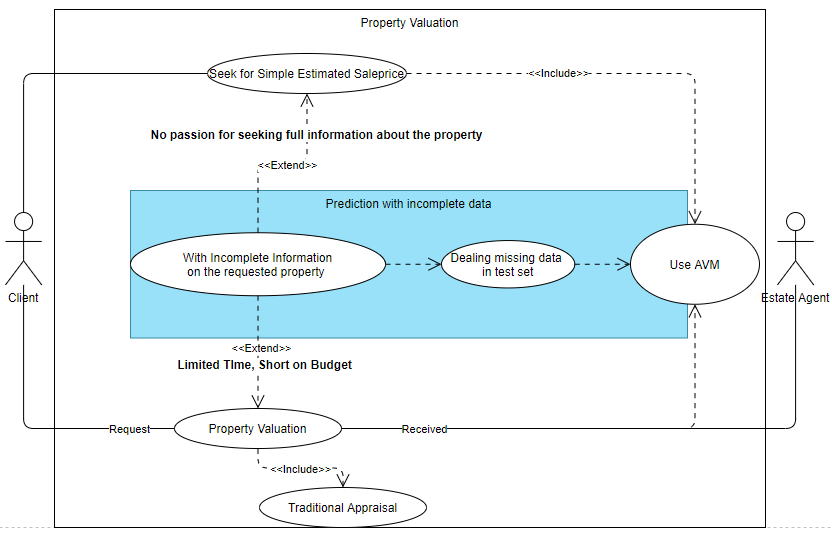 Property Valuation
Seek for Simple Estimated Saleprice
<<Include>>
No passion for seeking full information about the property
<<Extend>>
Prediction with incomplete data
With Incomplete Information
on the requested property
Dealing missing data
in test set
Use AVM
Client
Estate Agent
<<Extend>>
Limited TIme, Short on Budget
Request
Property Valuation
Received
<<Include>>
Traditional Appraisal